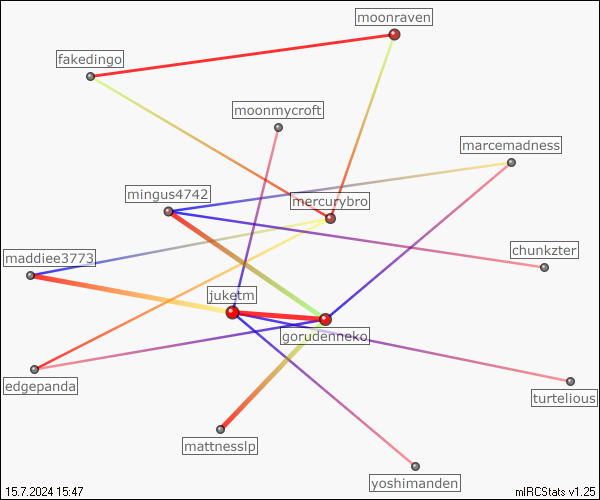 moonraven
fakedingo
moonmycroft
marcemadness
mingus4742
mercurybro
maddiee3773
chunkzter
juketm
gorudenneko
edgepanda
turtelious
mattnesslp
yoshimanden
15.7.2024 15:47
mIRCStats v1.25